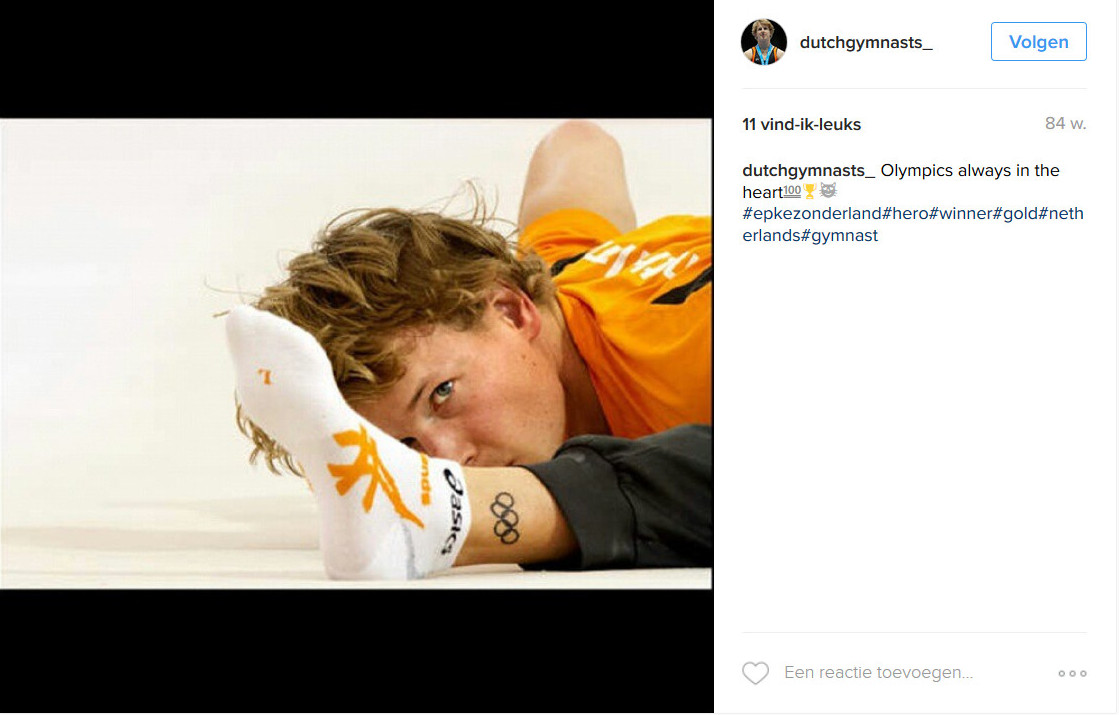 dutchgymnasts_
Volgen
11 vind-ik-leuks
84 w.
dutchgymnasts_ Olympics always in the
heart💯🏆😼
#epkezonderland#hero#winner#gold#neth
erlands#gymnast
L
asics
Een reactie toevoegen...